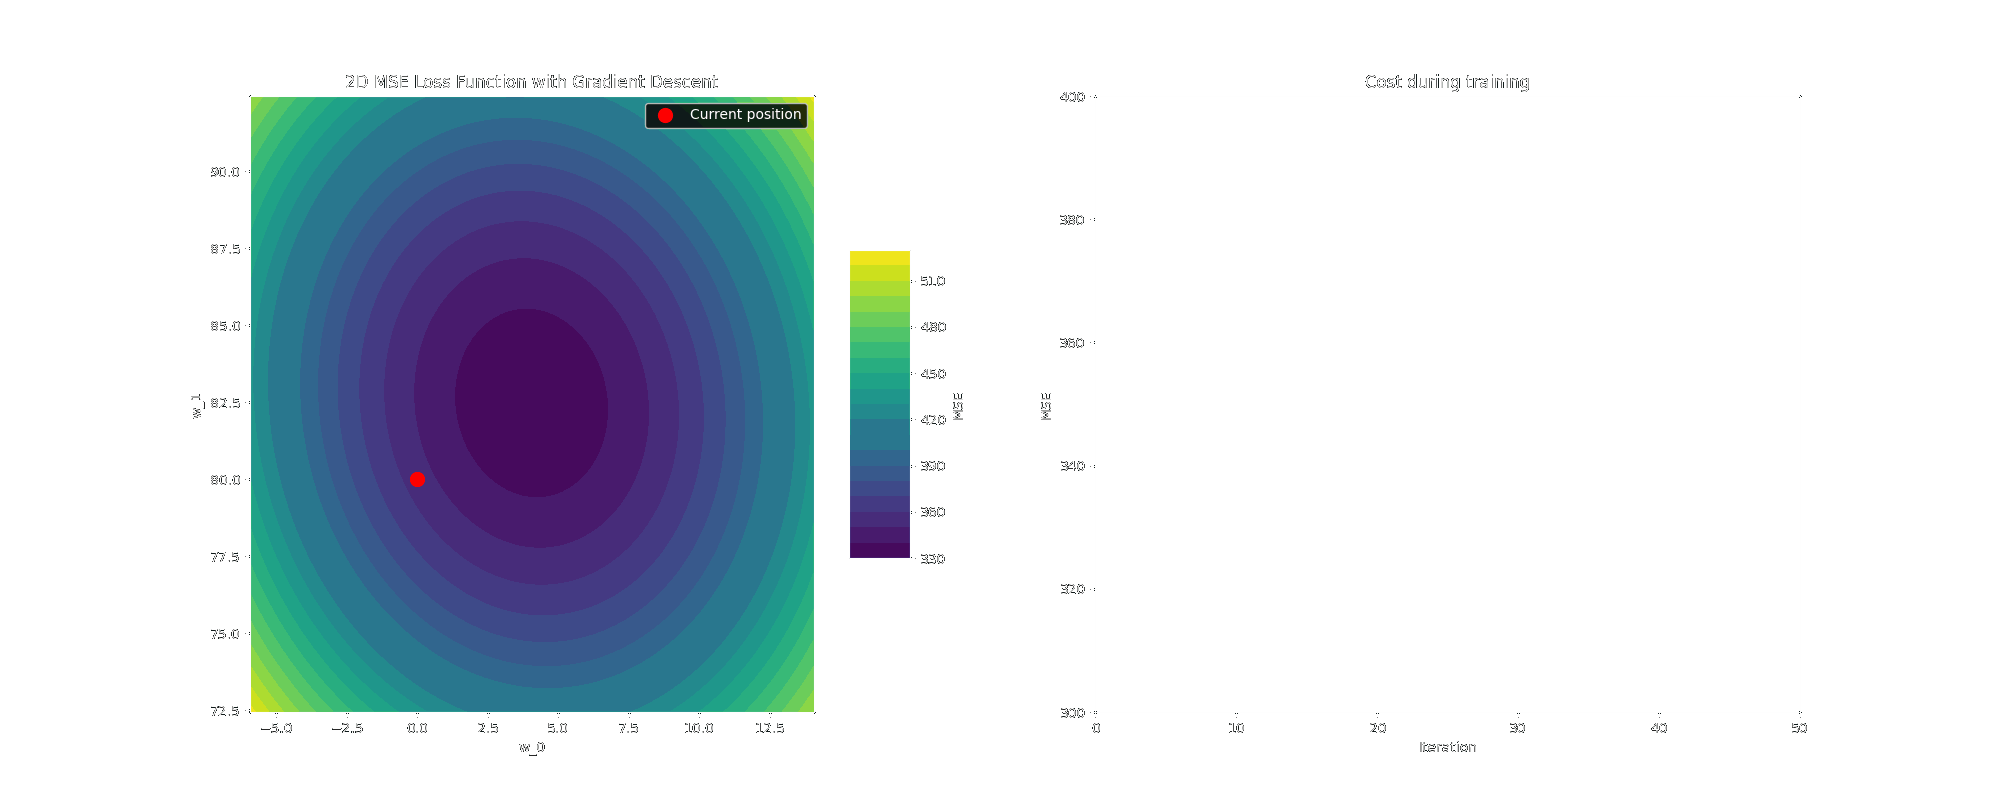 2D MSE Loss Function with Gradient Descent
Current position
90.0
87.5
85.0
82.5
80.0
77.5
75.0
72.5
w_1
−5.0 −2.5 0.0 2.5 5.0 7.5 10.0 12.5
w_0
510
480
450
420
390
360
330
MSE
Cost during training
400
380
360
340
320
300
MSE
0 10 20 30 40 50
Iteration